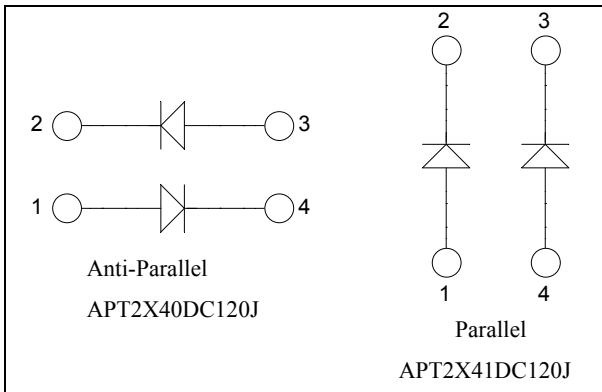 2 3
1 4
Anti-Parallel
APT2X40DC120J
2 3
1 4
Parallel
APT2X41DC120J